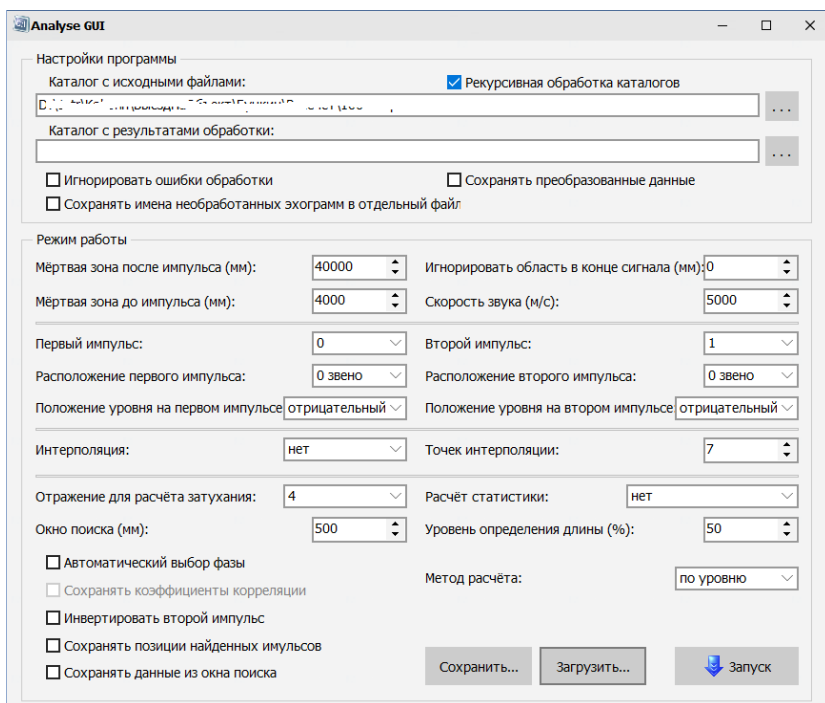 Analyse GUI
Настройки программы
Каталог с исходными файлами:
Рекурсивная обработка каталогов
...
Каталог с результатами обработки:
...
Игнорировать ошибки обработки
Сохранять преобразованные данные
Сохранять имена необработанных эхограмм в отдельный файл
Режим работы
Мёртвая зона после импульса (мм): 40000
Игнорировать область в конце сигнала (мм): 0
Мёртвая зона до импульса (мм): 4000
Скорость звука (м/с): 5000
Первый импульс: 0
Второй импульс: 1
Расположение первого импульса: 0 звено
Расположение второго импульса: 0 звено
Положение уровня на первом импульсе отрицательный
Положение уровня на втором импульсе отрицательный
Интерполяция: нет
Точек интерполяции: 7
Отражение для расчёта затухания: 4
Расчёт статистики: нет
Окно поиска (мм): 500
Уровень определения длины (%): 50
Автоматический выбор фазы
Сохранять коэффициенты корреляции
Метод расчёта: по уровню
Инвертировать второй импульс
Сохранять позиции найденных имульсов
Сохранять данные из окна поиска
Сохранить...
Загрузить...
Запуск